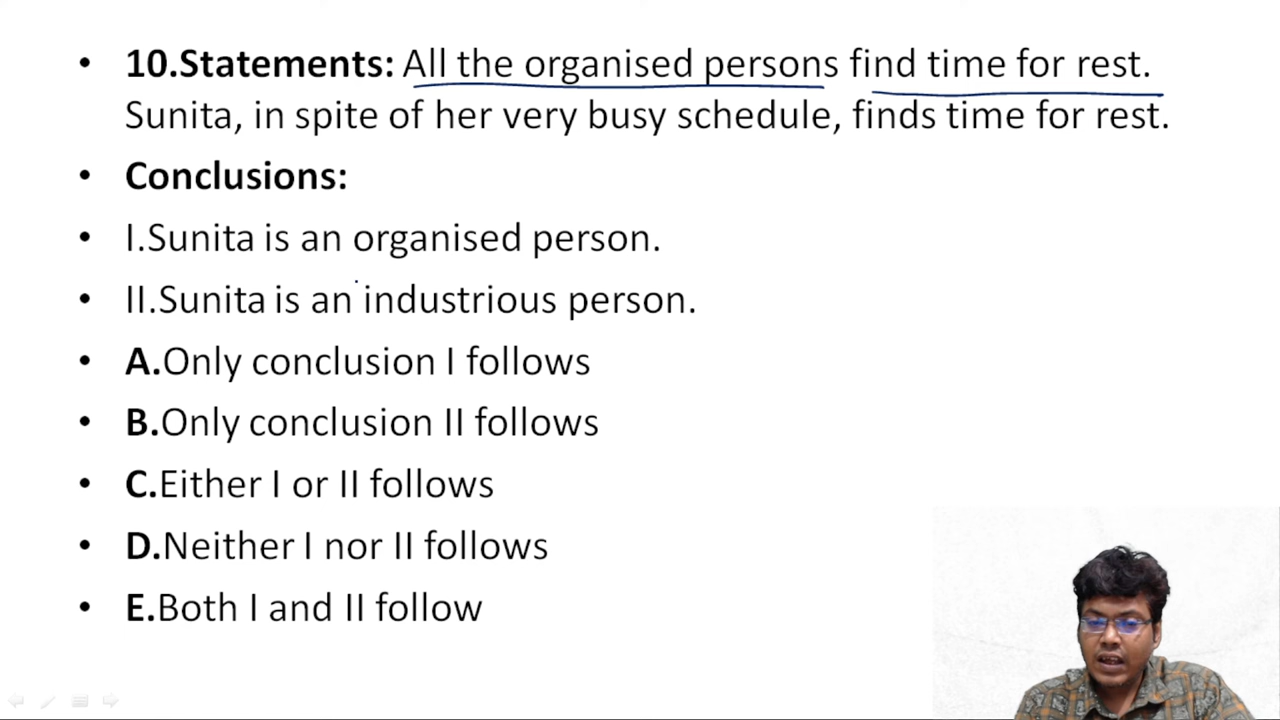 • 10.Statements: All the organised persons find time for rest.
Sunita, in spite of her very busy schedule, finds time for rest.
• Conclusions:
• I.Sunita is an organised person.
• II.Sunita is an industrious person.
• A.Only conclusion I follows
• B.Only conclusion II follows
• C.Either I or II follows
• D.Neither I nor II follows
• E.Both I and II follow